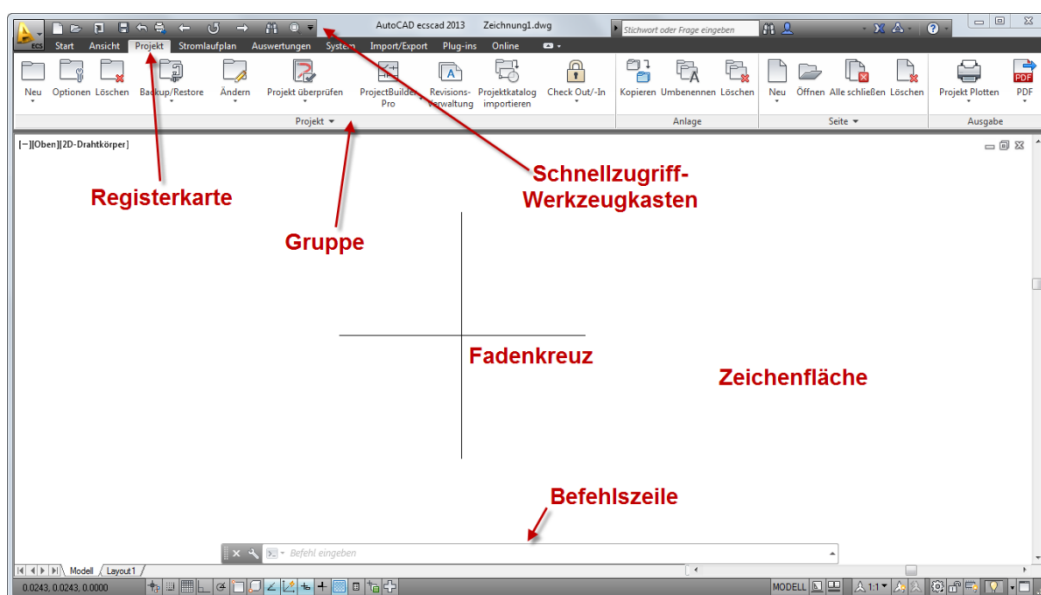 AutoCAD ecscad 2013 Zeichnung1.dwg
Stichwort oder Frage eingeben
ECS Start Ansicht Projekt Stromlaufplan Auswertungen System Import/Export Plug-ins Online
Neu Optionen Löschen Backup/Restore Ändern Projekt überprüfen ProjectBuilder Pro Revisions-Verwaltung Projektkatalog importieren Check Out/-In Kopieren Umbenennen Löschen Neu Öffnen Alle schließen Löschen Projekt Plotten PDF
Projekt Anlage Seite Ausgabe
[−][Oben][2D-Drahtkörper]
Registerkarte
Schnellzugriff-
Werkzeugkasten
Gruppe
Fadenkreuz
Zeichenfläche
Befehlszeile
Befehl eingeben
Modell Layout1
0.0243, 0.0243, 0.0000 MODELL 1:1